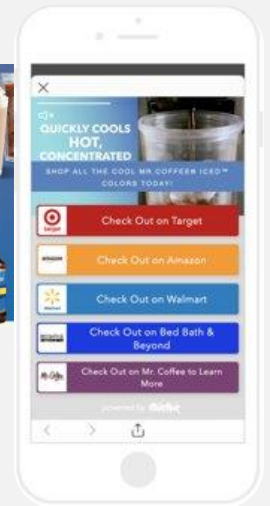 QUICKLY COOLS
HOT,
CONCENTRATED
SHOP ALL THE COOL MR.COFFEE® ICED™
COLORS TODAY!
target
Check Out on Target
amazon
Check Out on Amazon
Walmart
Check Out on Walmart
Check Out on Bed Bath &
Beyond
Mr. Coffee
Check Out on Mr. Coffee to Learn
More
powered by